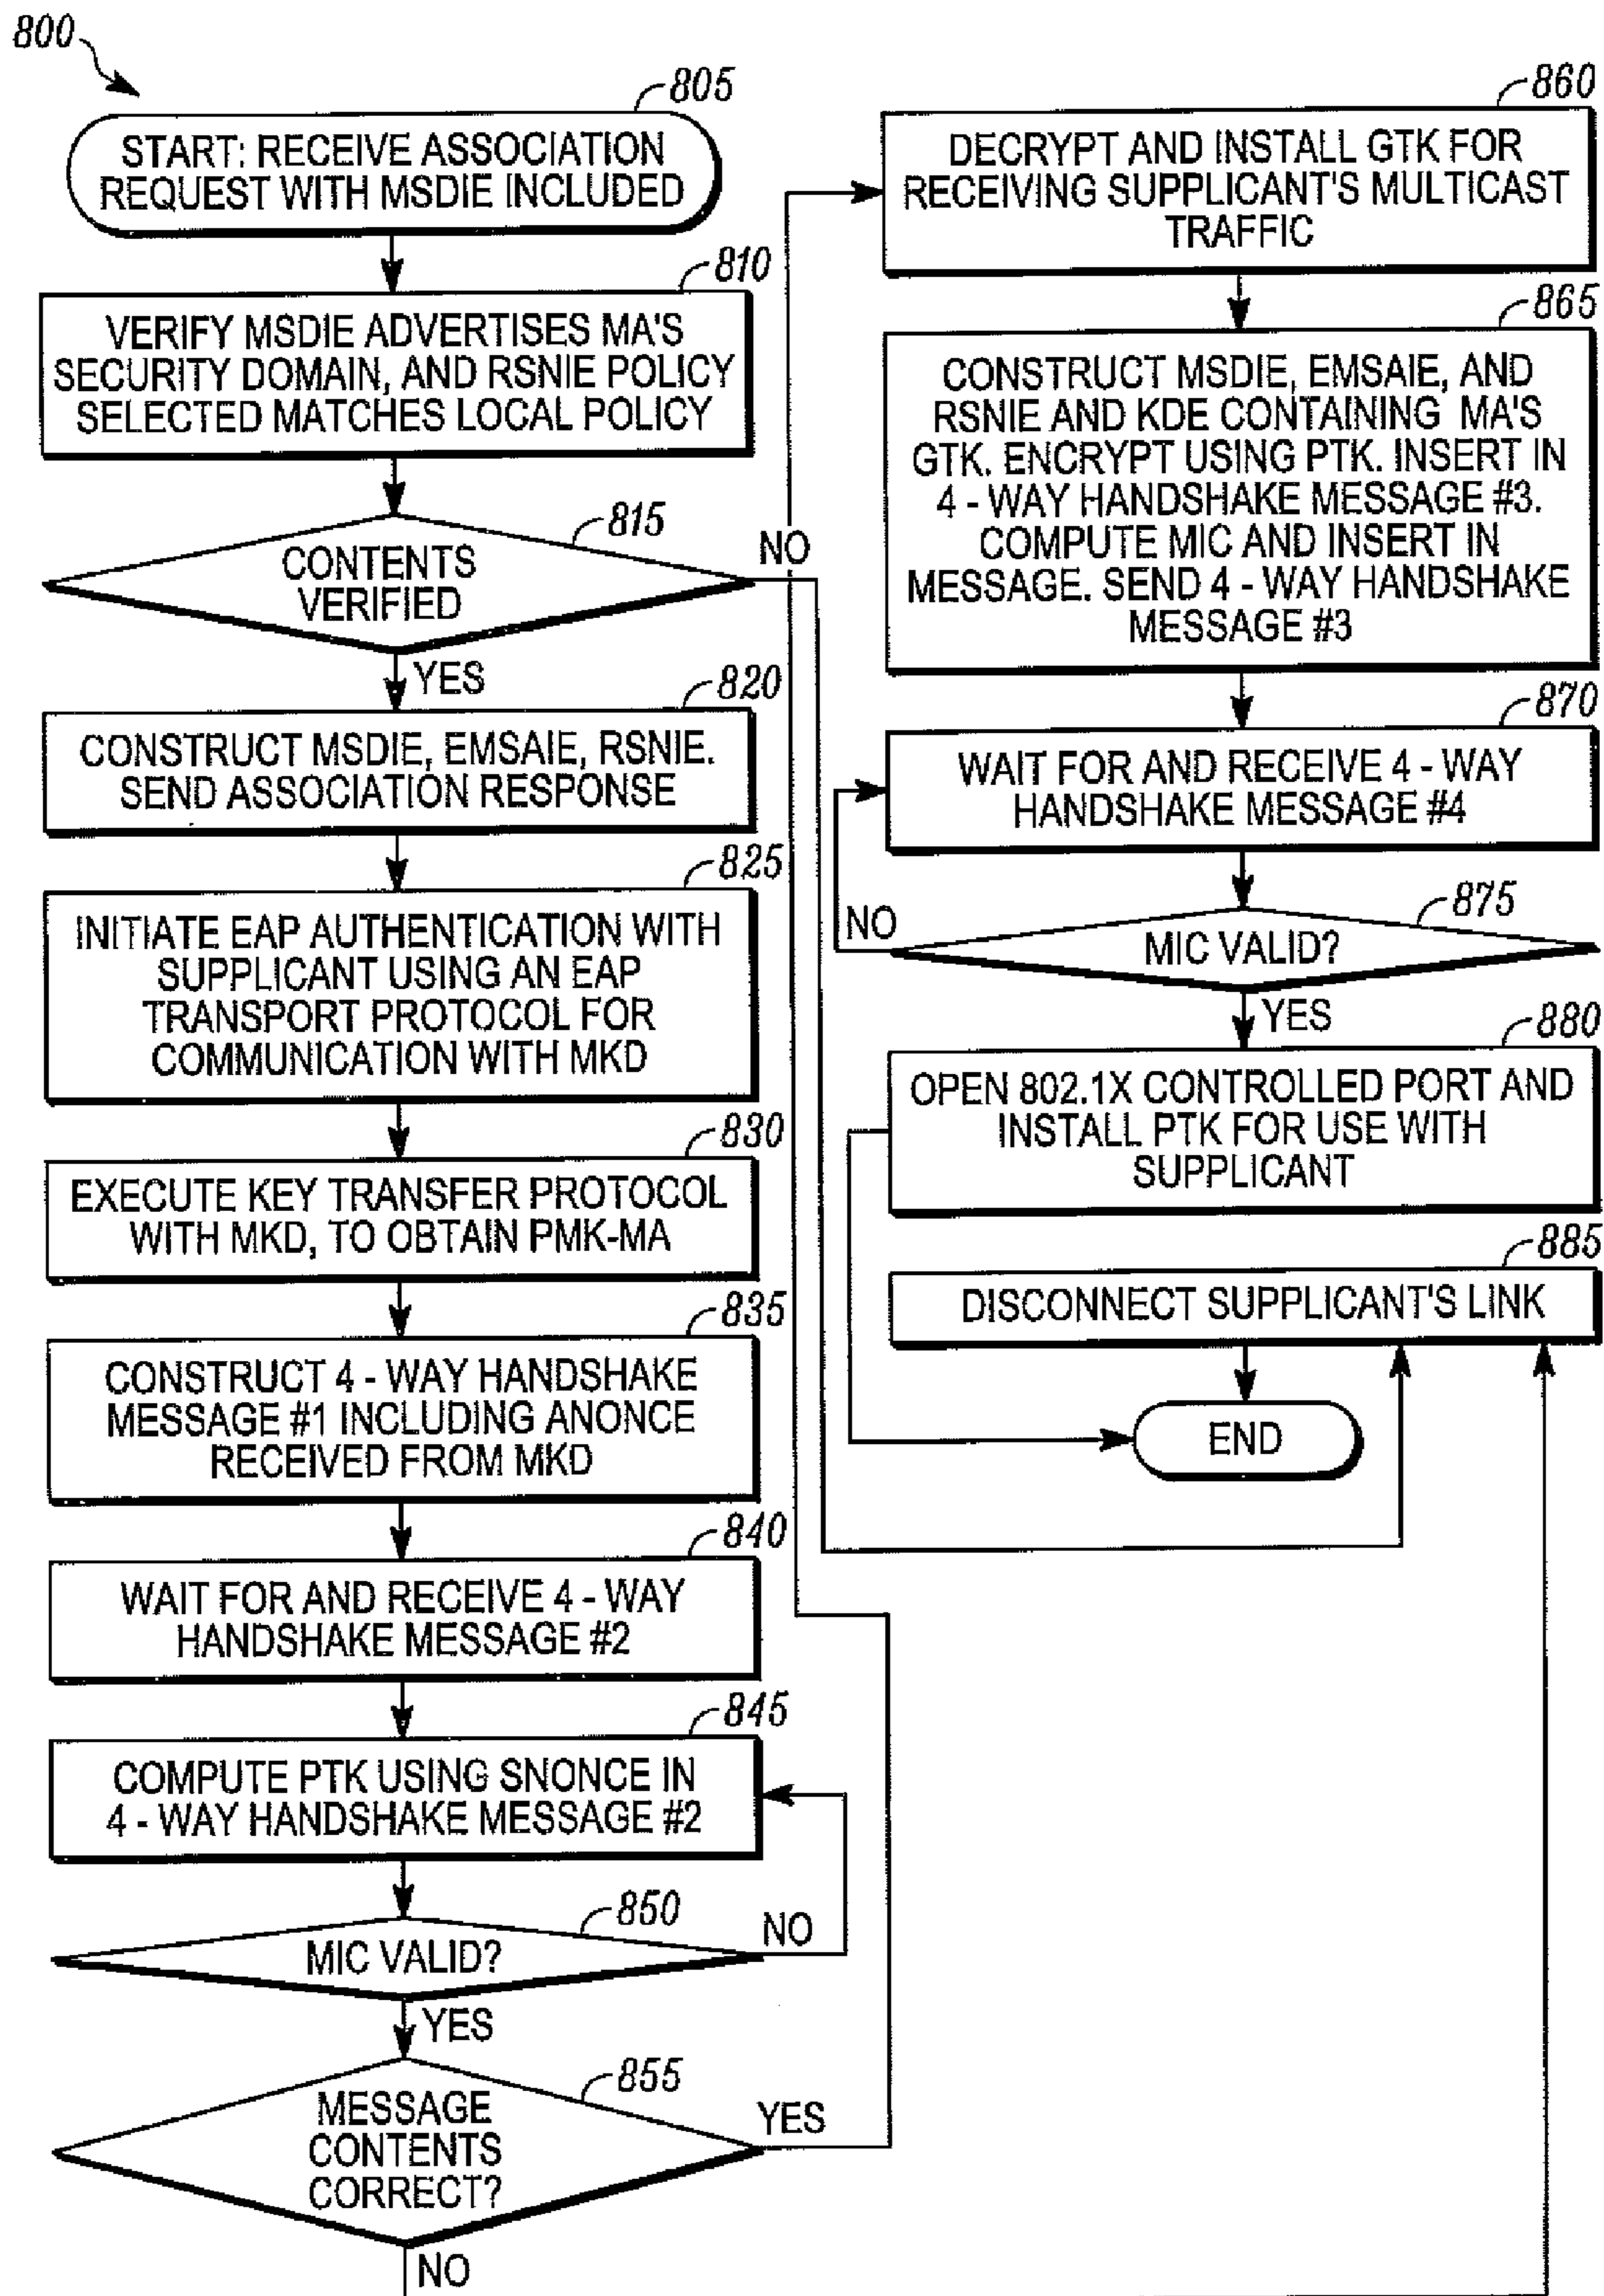 800
805
START: RECEIVE ASSOCIATION
REQUEST WITH MSDIE INCLUDED
810
VERIFY MSDIE ADVERTISES MA'S
SECURITY DOMAIN, AND RSNIE POLICY
SELECTED MATCHES LOCAL POLICY
815
CONTENTS
VERIFIED
NO
YES
820
CONSTRUCT MSDIE, EMSAIE, RSNIE.
SEND ASSOCIATION RESPONSE
825
INITIATE EAP AUTHENTICATION WITH
SUPPLICANT USING AN EAP
TRANSPORT PROTOCOL FOR
COMMUNICATION WITH MKD
830
EXECUTE KEY TRANSFER PROTOCOL
WITH MKD, TO OBTAIN PMK-MA
835
CONSTRUCT 4 - WAY HANDSHAKE
MESSAGE #1 INCLUDING ANONCE
RECEIVED FROM MKD
840
WAIT FOR AND RECEIVE 4 - WAY
HANDSHAKE MESSAGE #2
845
COMPUTE PTK USING SNONCE IN
4 - WAY HANDSHAKE MESSAGE #2
850
MIC VALID?
NO
YES
855
MESSAGE
CONTENTS
CORRECT?
YES
NO
860
DECRYPT AND INSTALL GTK FOR
RECEIVING SUPPLICANT'S MULTICAST
TRAFFIC
865
CONSTRUCT MSDIE, EMSAIE, AND
RSNIE AND KDE CONTAINING MA'S
GTK. ENCRYPT USING PTK. INSERT IN
4 - WAY HANDSHAKE MESSAGE #3.
COMPUTE MIC AND INSERT IN
MESSAGE. SEND 4 - WAY HANDSHAKE
MESSAGE #3
870
WAIT FOR AND RECEIVE 4 - WAY
HANDSHAKE MESSAGE #4
875
NO
MIC VALID?
YES
880
OPEN 802.1X CONTROLLED PORT AND
INSTALL PTK FOR USE WITH
SUPPLICANT
885
DISCONNECT SUPPLICANT'S LINK
END